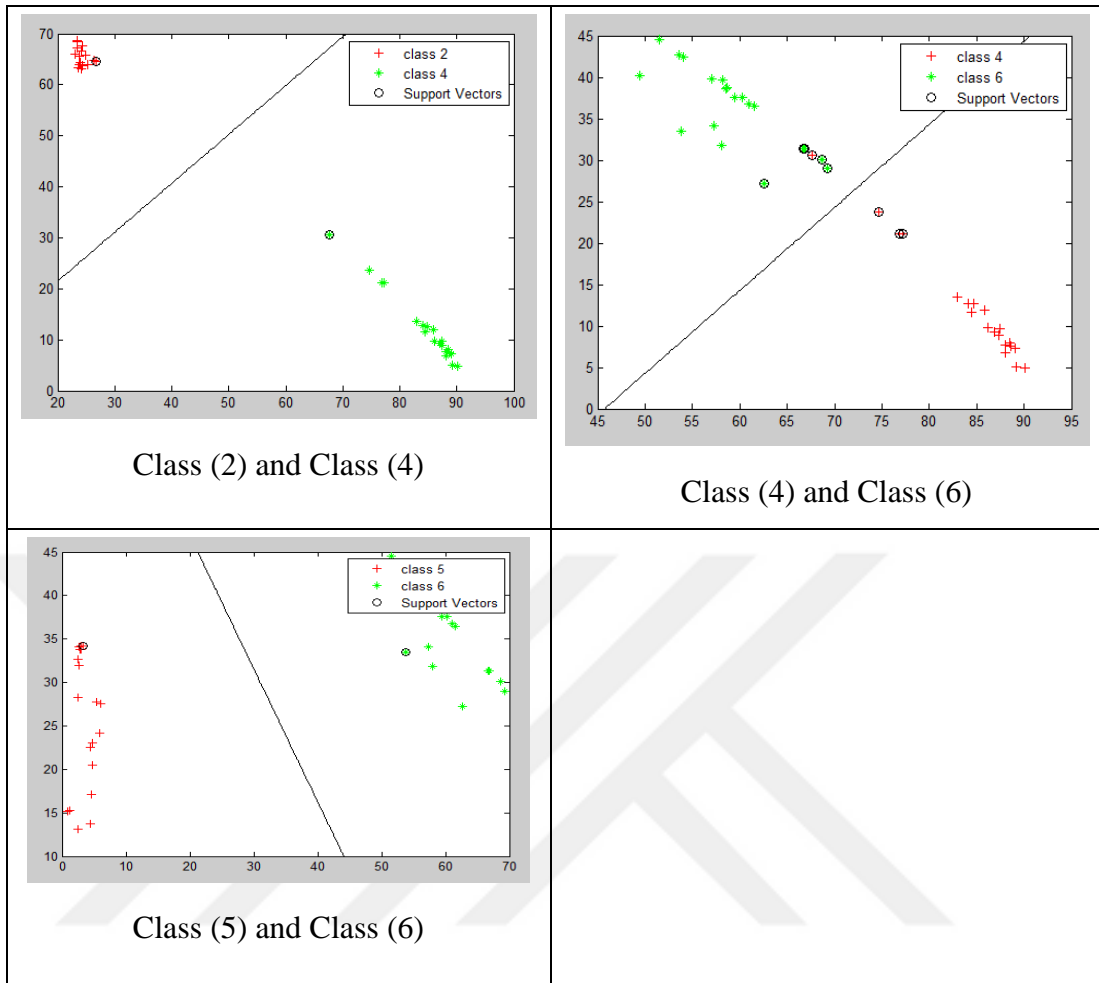 70
60
50
40
30
20
10
0
20 30 40 50 60 70 80 90 100
class 2
class 4
Support Vectors
Class (2) and Class (4)
45
40
35
30
25
20
15
10
5
0
45 50 55 60 65 70 75 80 85 90 95
class 4
class 6
Support Vectors
Class (4) and Class (6)
45
40
35
30
25
20
15
10
0 10 20 30 40 50 60 70
class 5
class 6
Support Vectors
Class (5) and Class (6)